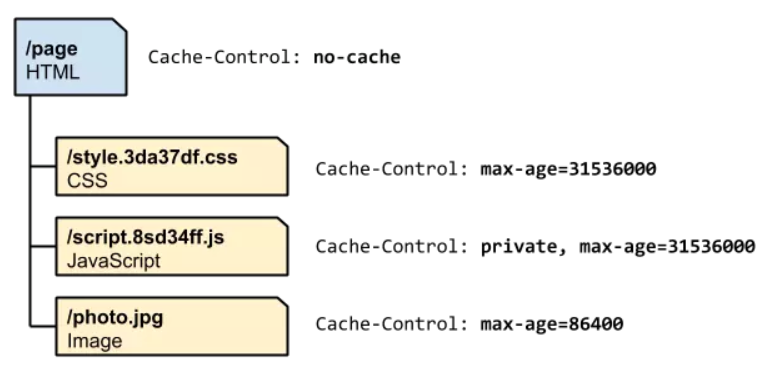 /page
HTML
Cache-Control: no-cache
/style.3da37df.css
CSS
Cache-Control: max-age=31536000
/script.8sd34ff.js
JavaScript
Cache-Control: private, max-age=31536000
/photo.jpg
Image
Cache-Control: max-age=86400